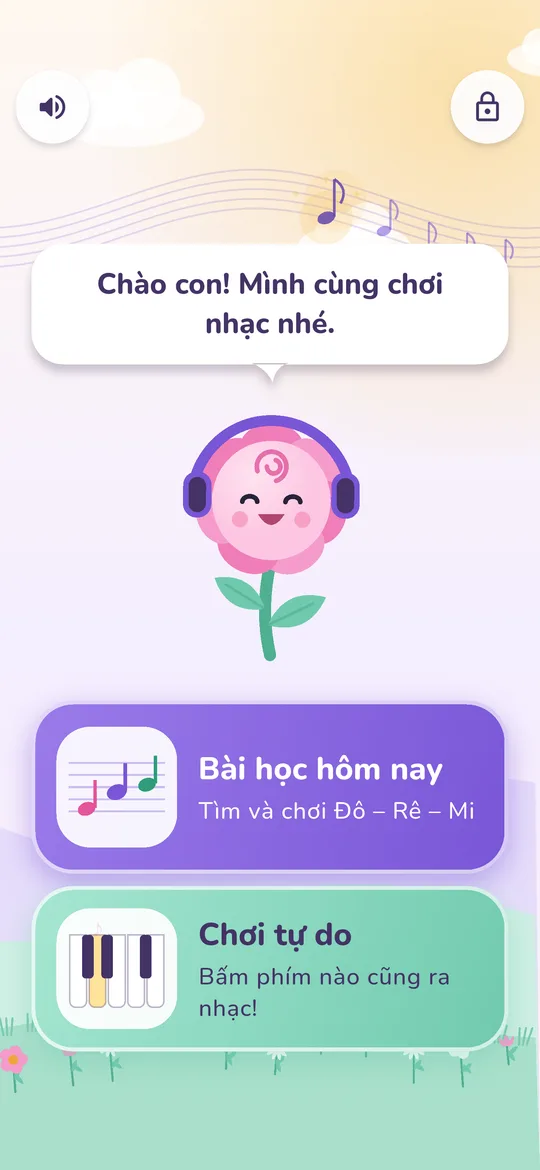 Chào con! Mình cùng chơi
nhạc nhé.
Bài học hôm nay
Tìm và chơi Đô – Rê – Mi
Chơi tự do
Bấm phím nào cũng ra
nhạc!